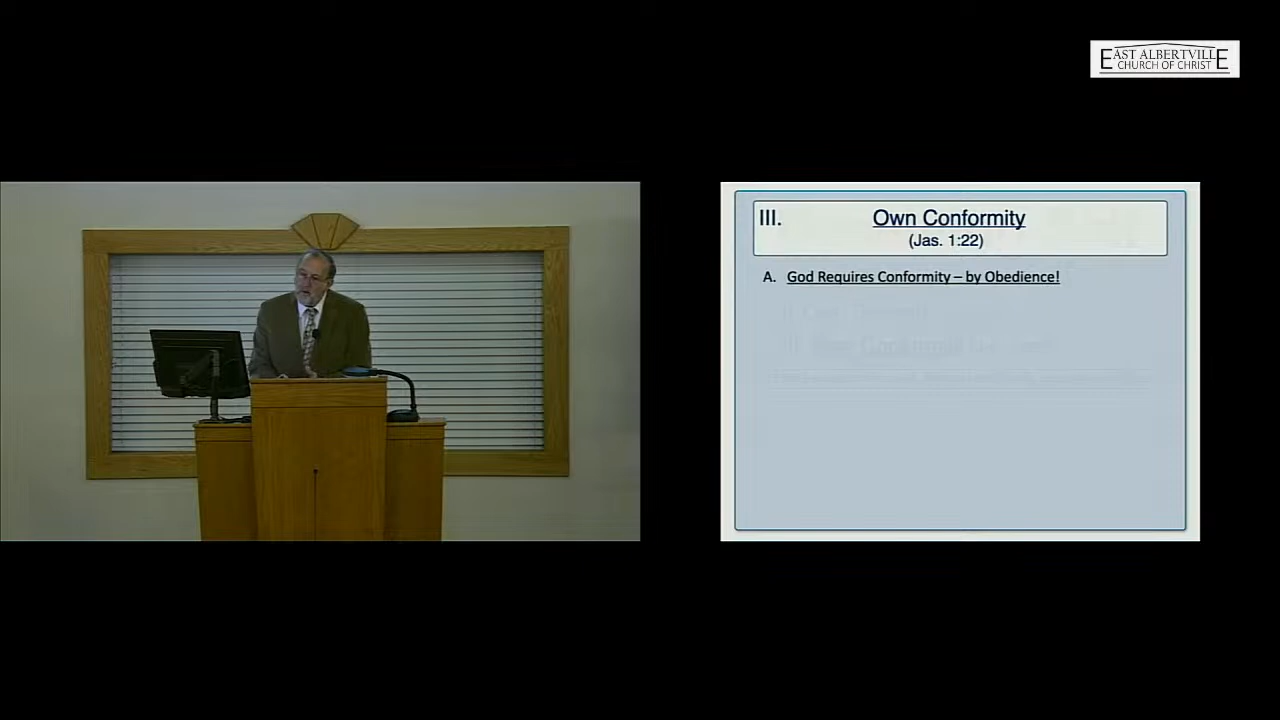 EAST ALBERTVILLE
CHURCH OF CHRIST
III. Own Conformity
(Jas. 1:22)
A. God Requires Conformity – by Obedience!